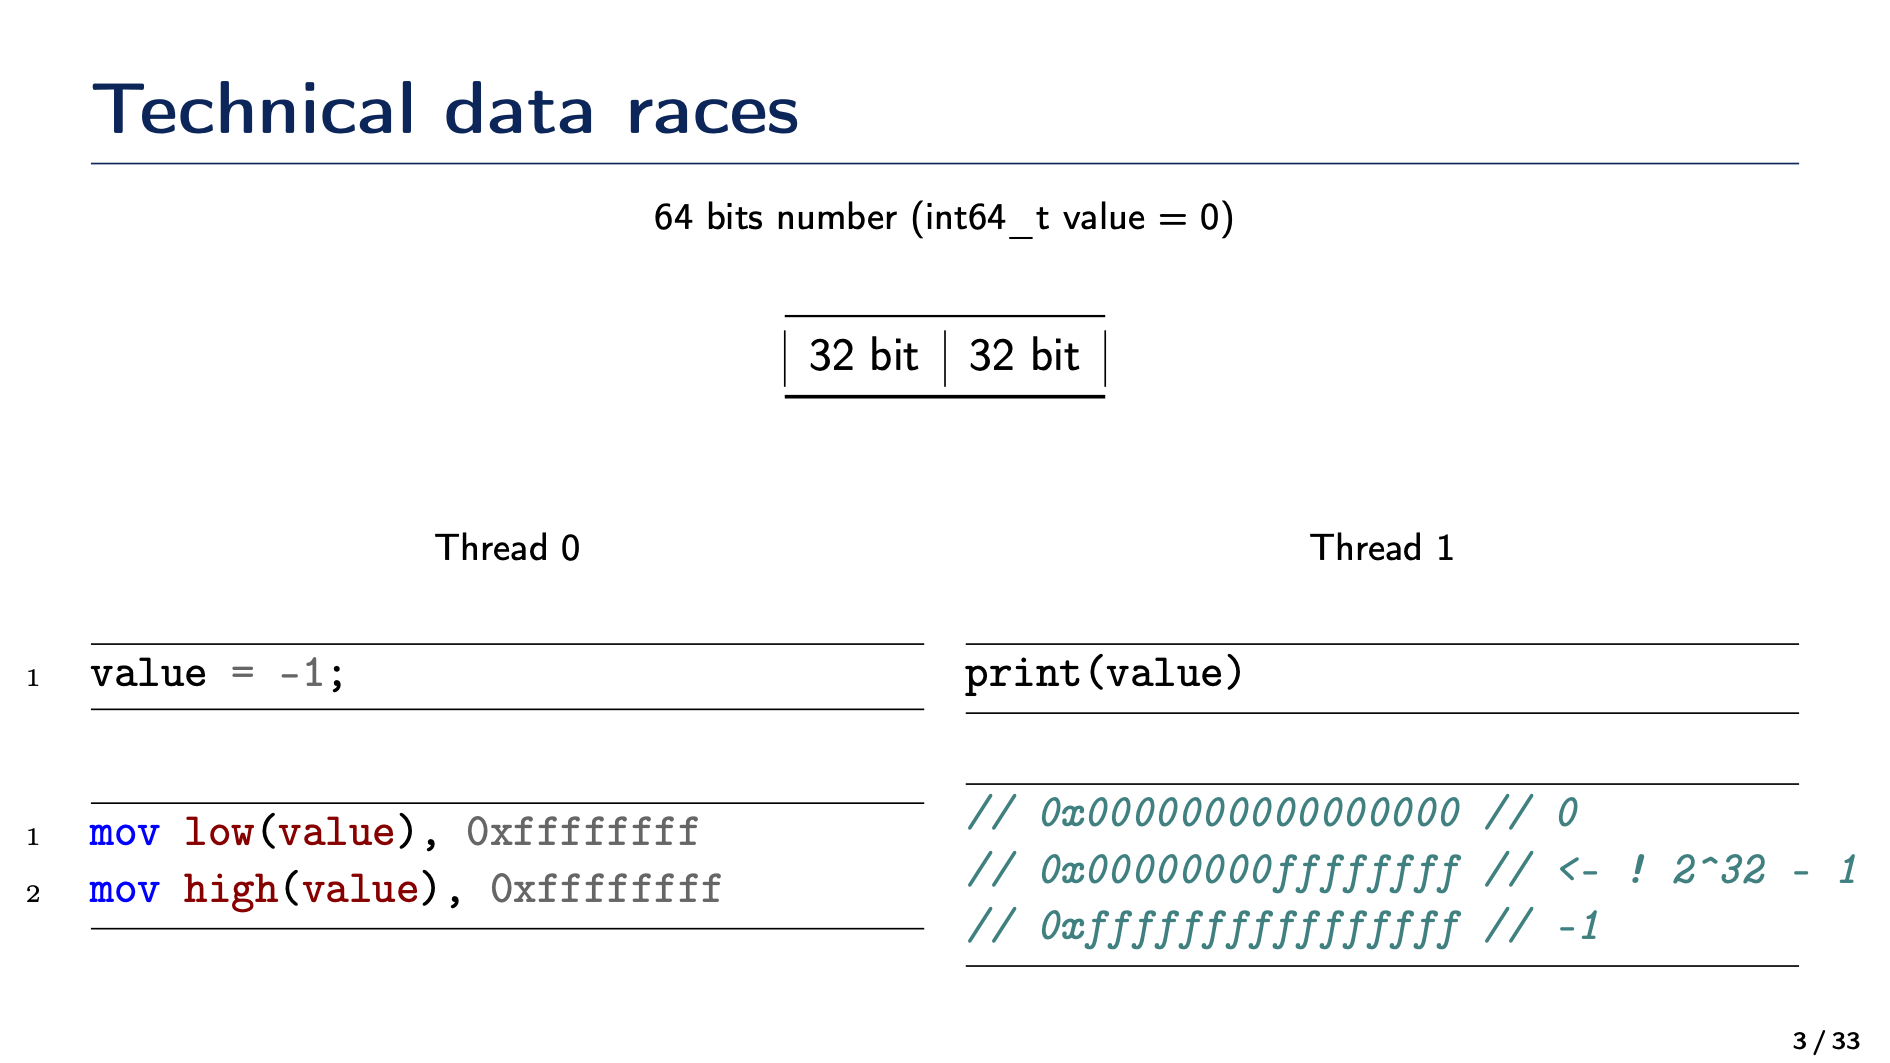 Technical data races
64 bits number (int64_t value = 0)
32 bit 32 bit
Thread 0
1 value = -1;
1 mov low(value), 0xffffffff
2 mov high(value), 0xffffffff
Thread 1
print(value)
// 0x0000000000000000 // 0
// 0x00000000ffffffff // <- ! 2^32 - 1
// 0xffffffffffffffff // -1
3 / 33